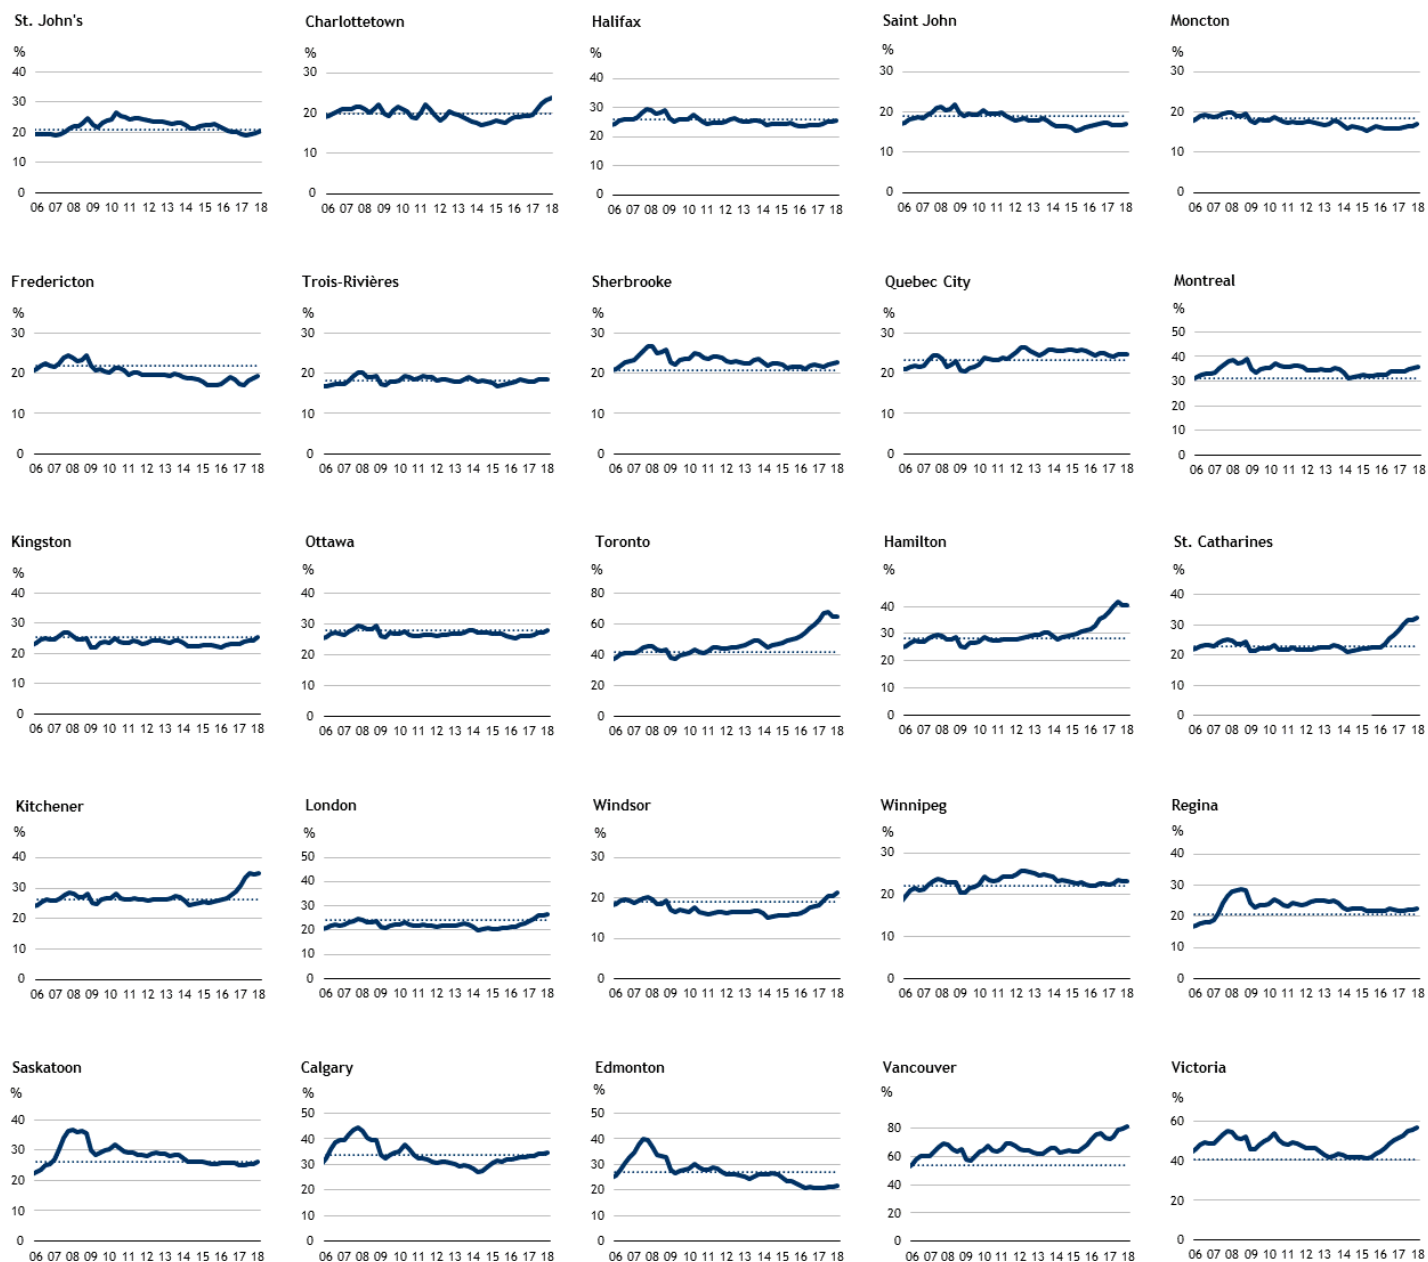 St. John's
%
40
30
20
10
0
06 07 08 09 10 11 12 13 14 15 16 17 18
Charlottetown
%
30
20
10
0
06 07 08 09 10 11 12 13 14 15 16 17 18
Halifax
%
40
30
20
10
0
06 07 08 09 10 11 12 13 14 15 16 17 18
Saint John
%
30
20
10
0
06 07 08 09 10 11 12 13 14 15 16 17 18
Moncton
%
30
20
10
0
06 07 08 09 10 11 12 13 14 15 16 17 18
Fredericton
%
30
20
10
0
06 07 08 09 10 11 12 13 14 15 16 17 18
Trois-Rivières
%
30
20
10
0
06 07 08 09 10 11 12 13 14 15 16 17 18
Sherbrooke
%
30
20
10
0
06 07 08 09 10 11 12 13 14 15 16 17 18
Quebec City
%
30
20
10
0
06 07 08 09 10 11 12 13 14 15 16 17 18
Montreal
%
50
40
30
20
10
0
06 07 08 09 10 11 12 13 14 15 16 17 18
Kingston
%
40
30
20
10
0
06 07 08 09 10 11 12 13 14 15 16 17 18
Ottawa
%
40
30
20
10
0
06 07 08 09 10 11 12 13 14 15 16 17 18
Toronto
%
80
60
40
20
0
06 07 08 09 10 11 12 13 14 15 16 17 18
Hamilton
%
40
30
20
10
0
06 07 08 09 10 11 12 13 14 15 16 17 18
St. Catharines
%
40
30
20
10
0
06 07 08 09 10 11 12 13 14 15 16 17 18
Kitchener
%
40
30
20
10
0
06 07 08 09 10 11 12 13 14 15 16 17 18
London
%
50
40
30
20
10
0
06 07 08 09 10 11 12 13 14 15 16 17 18
Windsor
%
30
20
10
0
06 07 08 09 10 11 12 13 14 15 16 17 18
Winnipeg
%
30
20
10
0
06 07 08 09 10 11 12 13 14 15 16 17 18
Regina
%
40
30
20
10
0
06 07 08 09 10 11 12 13 14 15 16 17 18
Saskatoon
%
40
30
20
10
0
06 07 08 09 10 11 12 13 14 15 16 17 18
Calgary
%
50
40
30
20
10
0
06 07 08 09 10 11 12 13 14 15 16 17 18
Edmonton
%
50
40
30
20
10
0
06 07 08 09 10 11 12 13 14 15 16 17 18
Vancouver
%
80
60
40
20
0
06 07 08 09 10 11 12 13 14 15 16 17 18
Victoria
%
60
40
20
0
06 07 08 09 10 11 12 13 14 15 16 17 18